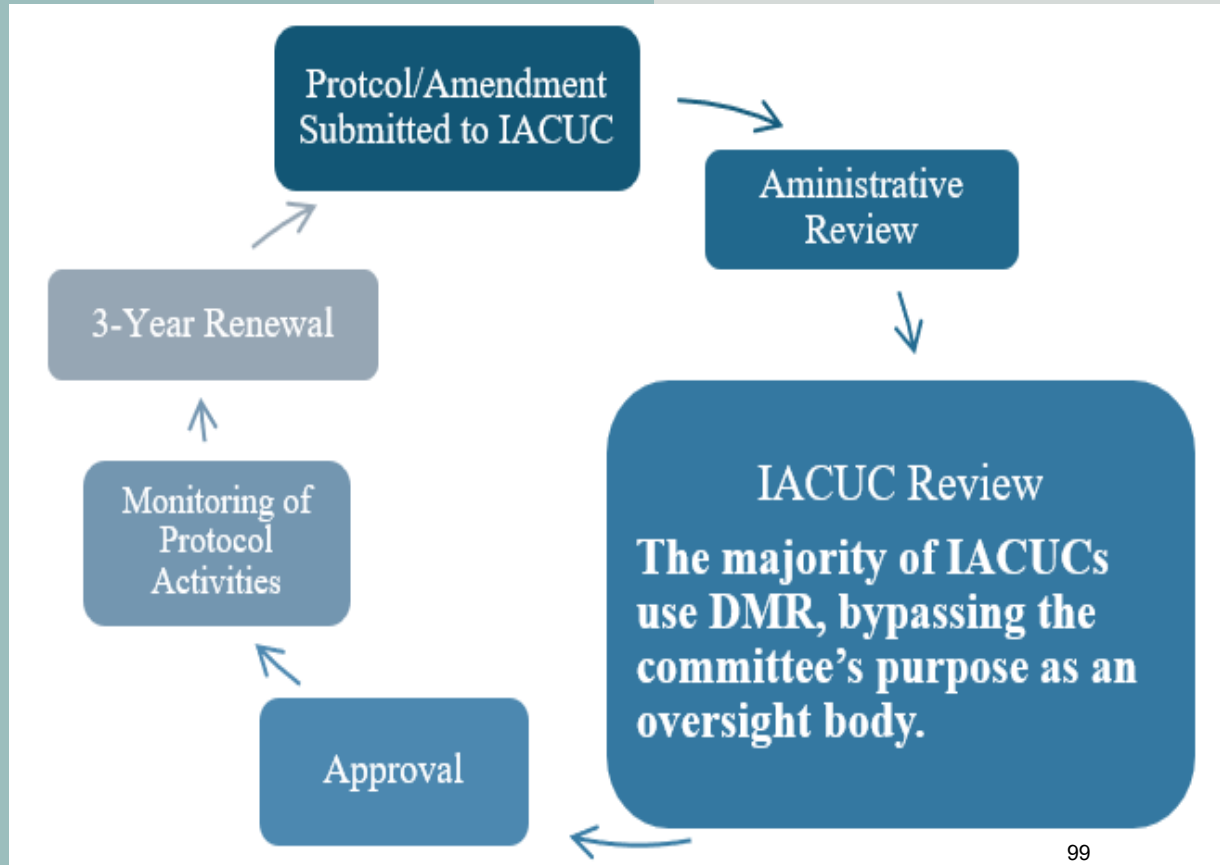 Protcol/Amendment
Submitted to IACUC
Aministrative
Review
IACUC Review
The majority of IACUCs
use DMR, bypassing the
committee’s purpose as an
oversight body.
Approval
Monitoring of
Protocol
Activities
3-Year Renewal
99